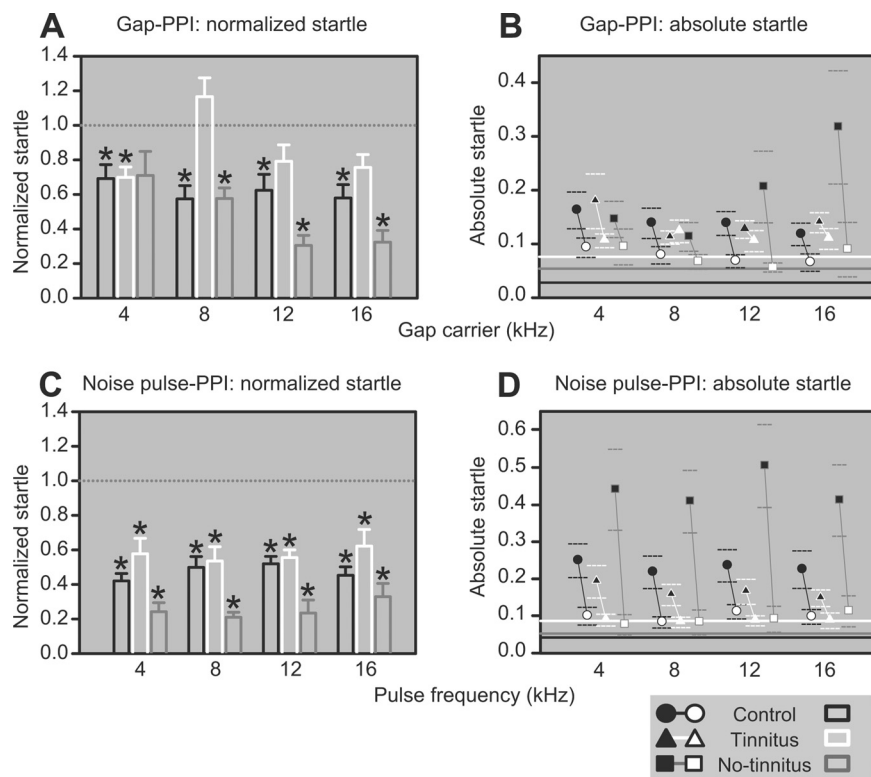 A
Gap-PPI: normalized startle
Normalized startle
1.4
1.2
1.0
0.8
0.6
0.4
0.2
0.0
* * * * * * * *
4 8 12 16
B
Gap-PPI: absolute startle
Absolute startle
0.4
0.3
0.2
0.1
0.0
4 8 12 16
Gap carrier (kHz)
C
Noise pulse-PPI: normalized startle
Normalized startle
1.4
1.2
1.0
0.8
0.6
0.4
0.2
0.0
* * * * * * * * * * * *
4 8 12 16
D
Noise pulse-PPI: absolute startle
Absolute startle
0.6
0.5
0.4
0.3
0.2
0.1
0.0
4 8 12 16
Pulse frequency (kHz)
Control
Tinnitus
No-tinnitus